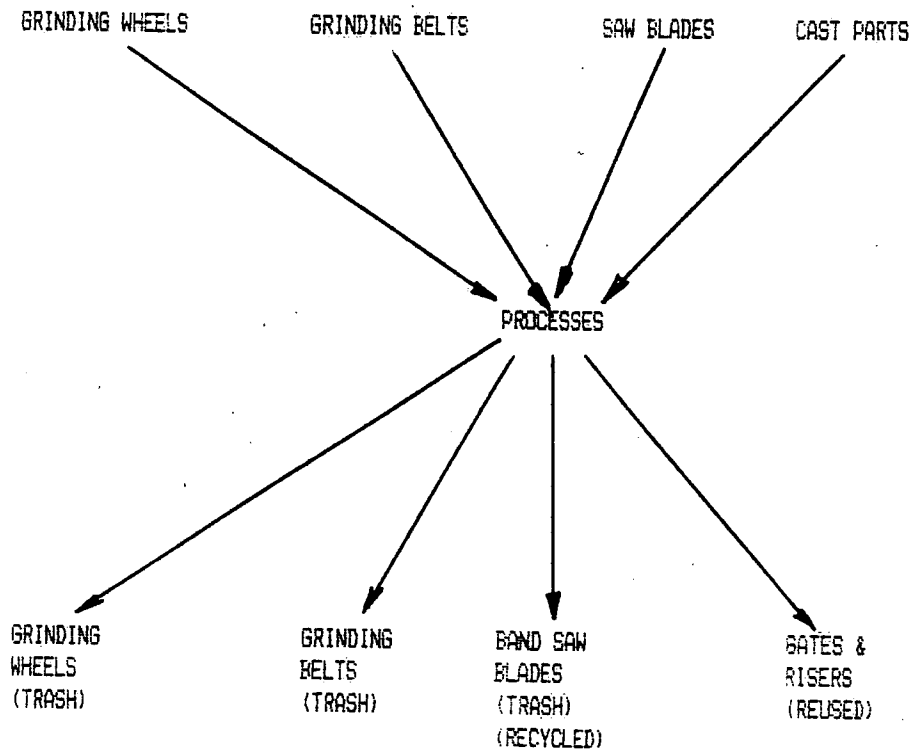 GRINDING WHEELS
GRINDING BELTS
SAW BLADES
CAST PARTS
PROCESSES
GRINDING
WHEELS
(TRASH)
GRINDING
BELTS
(TRASH)
BAND SAW
BLADES
(TRASH)
(RECYCLED)
GATES &
RISERS
(REUSED)